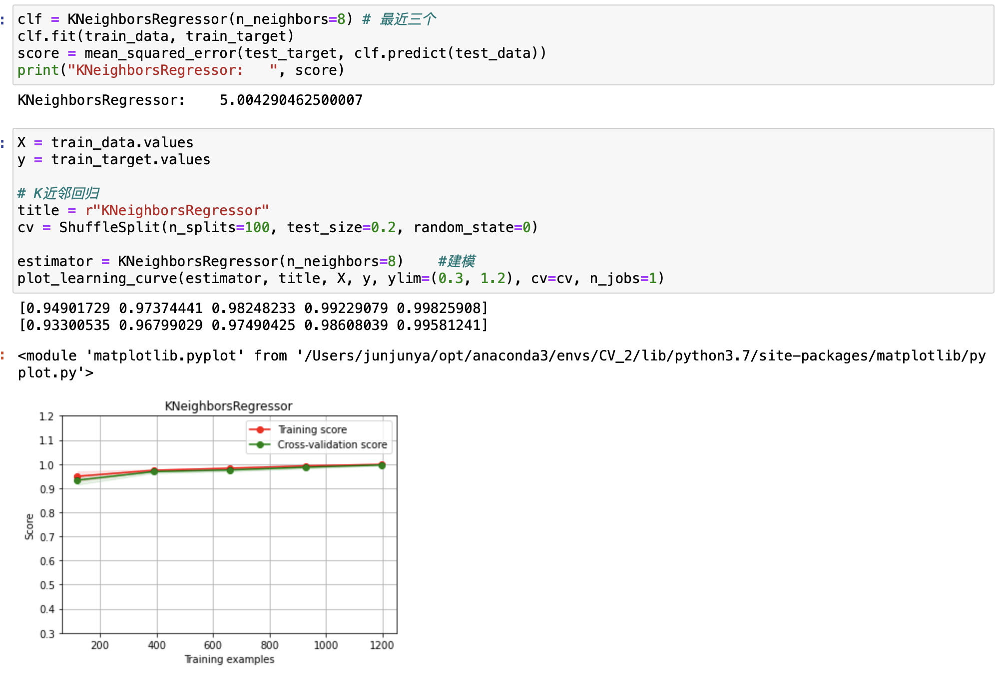 : clf = KNeighborsRegressor(n_neighbors=8) # 最近三个
clf.fit(train_data, train_target)
score = mean_squared_error(test_target, clf.predict(test_data))
print("KNeighborsRegressor:   ", score)
KNeighborsRegressor:    5.004290462500007
: X = train_data.values
y = train_target.values
# K近邻回归
title = r"KNeighborsRegressor"
cv = ShuffleSplit(n_splits=100, test_size=0.2, random_state=0)
estimator = KNeighborsRegressor(n_neighbors=8)    #建模
plot_learning_curve(estimator, title, X, y, ylim=(0.3, 1.2), cv=cv, n_jobs=1)
[0.94901729 0.97374441 0.98248233 0.99229079 0.99825908]
[0.93300535 0.96799029 0.97490425 0.98608039 0.99581241]
: <module 'matplotlib.pyplot' from '/Users/junjunya/opt/anaconda3/envs/CV_2/lib/python3.7/site-packages/matplotlib/py
plot.py'>
KNeighborsRegressor
Training score
Cross-validation score
1.2
1.1
1.0
0.9
0.8
0.7
0.6
0.5
0.4
0.3
Score
200 400 600 800 1000 1200
Training examples